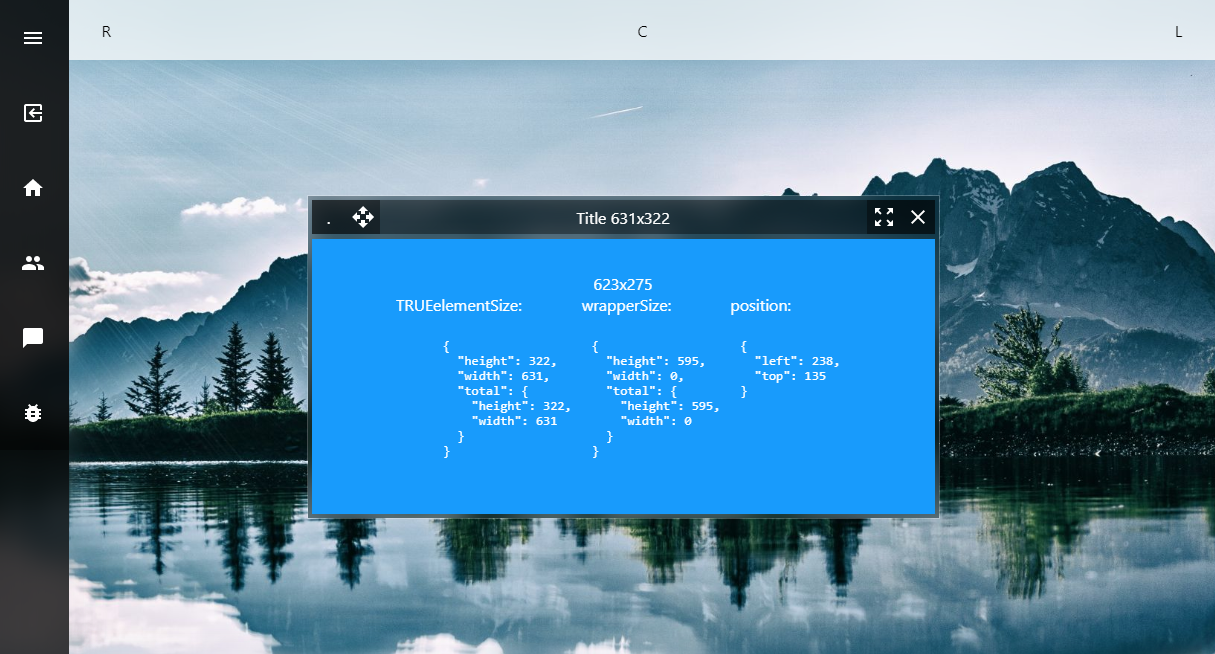 R C L
. Title 631x322
623x275
TRUEelementSize: wrapperSize: position:
{
  "height": 322,
  "width": 631,
  "total": {
    "height": 322,
    "width": 631
  }
}
{
  "height": 595,
  "width": 0,
  "total": {
    "height": 595,
    "width": 0
  }
}
{
  "left": 238,
  "top": 135
}